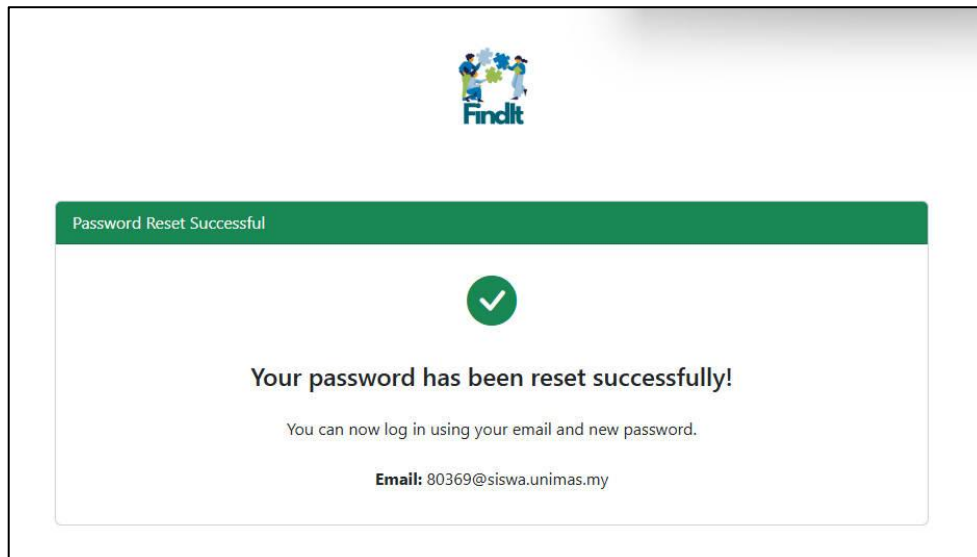 FindIt
Password Reset Successful
Your password has been reset successfully!
You can now log in using your email and new password.
Email: 80369@siswa.unimas.my